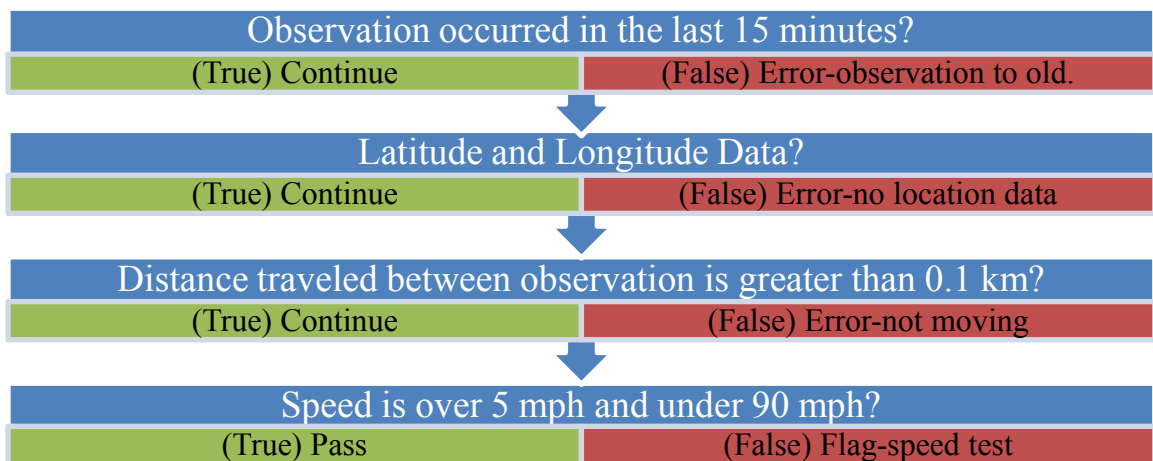 Observation occurred in the last 15 minutes?
(True) Continue
(False) Error-observation to old.
Latitude and Longitude Data?
(True) Continue
(False) Error-no location data
Distance traveled between observation is greater than 0.1 km?
(True) Continue
(False) Error-not moving
Speed is over 5 mph and under 90 mph?
(True) Pass
(False) Flag-speed test